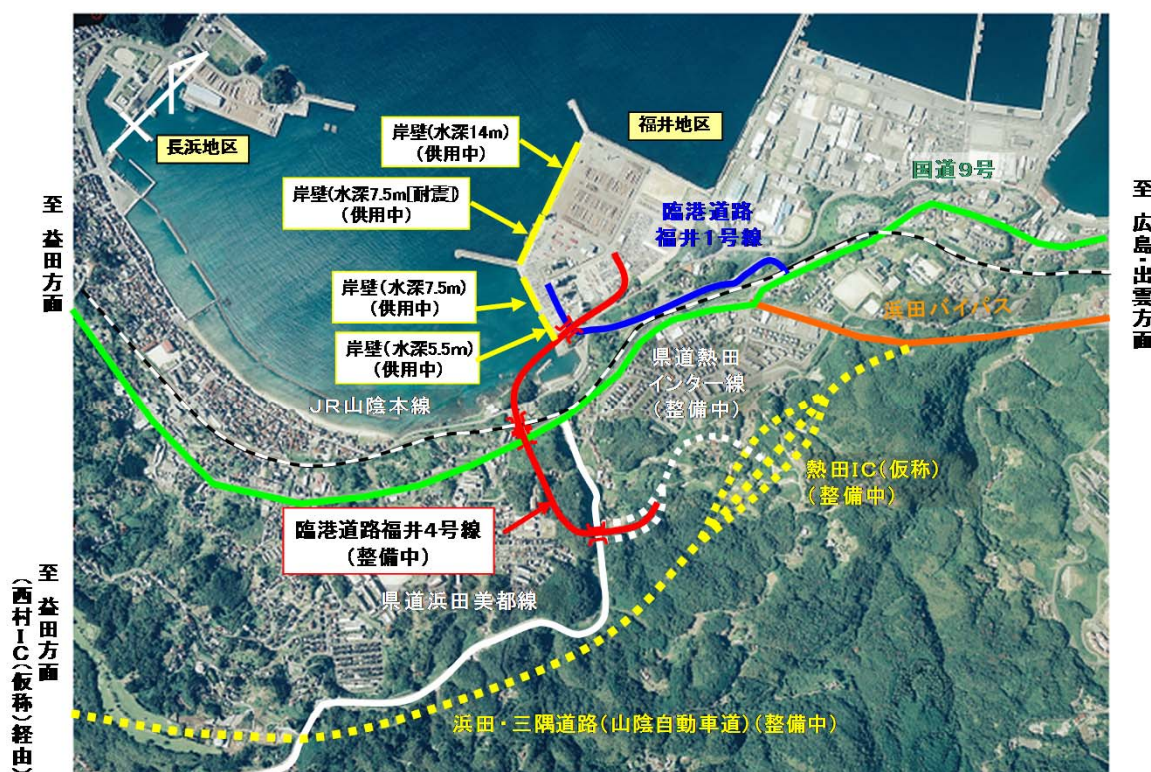 長浜地区
岸壁(水深14m)
(供用中)
福井地区
岸壁(水深7.5m[耐震])
(供用中)
国道9号
臨港道路
福井1号線
至 益田方面
至 広島・出雲方面
岸壁(水深7.5m)
(供用中)
浜田バイパス
岸壁(水深5.5m)
(供用中)
県道熱田
インター線
(整備中)
JR山陰本線
熱田IC(仮称)
(整備中)
臨港道路福井4号線
(整備中)
県道浜田美都線
至 益田方面
(西村IC(仮称)経由)
浜田・三隅道路(山陰自動車道)(整備中)